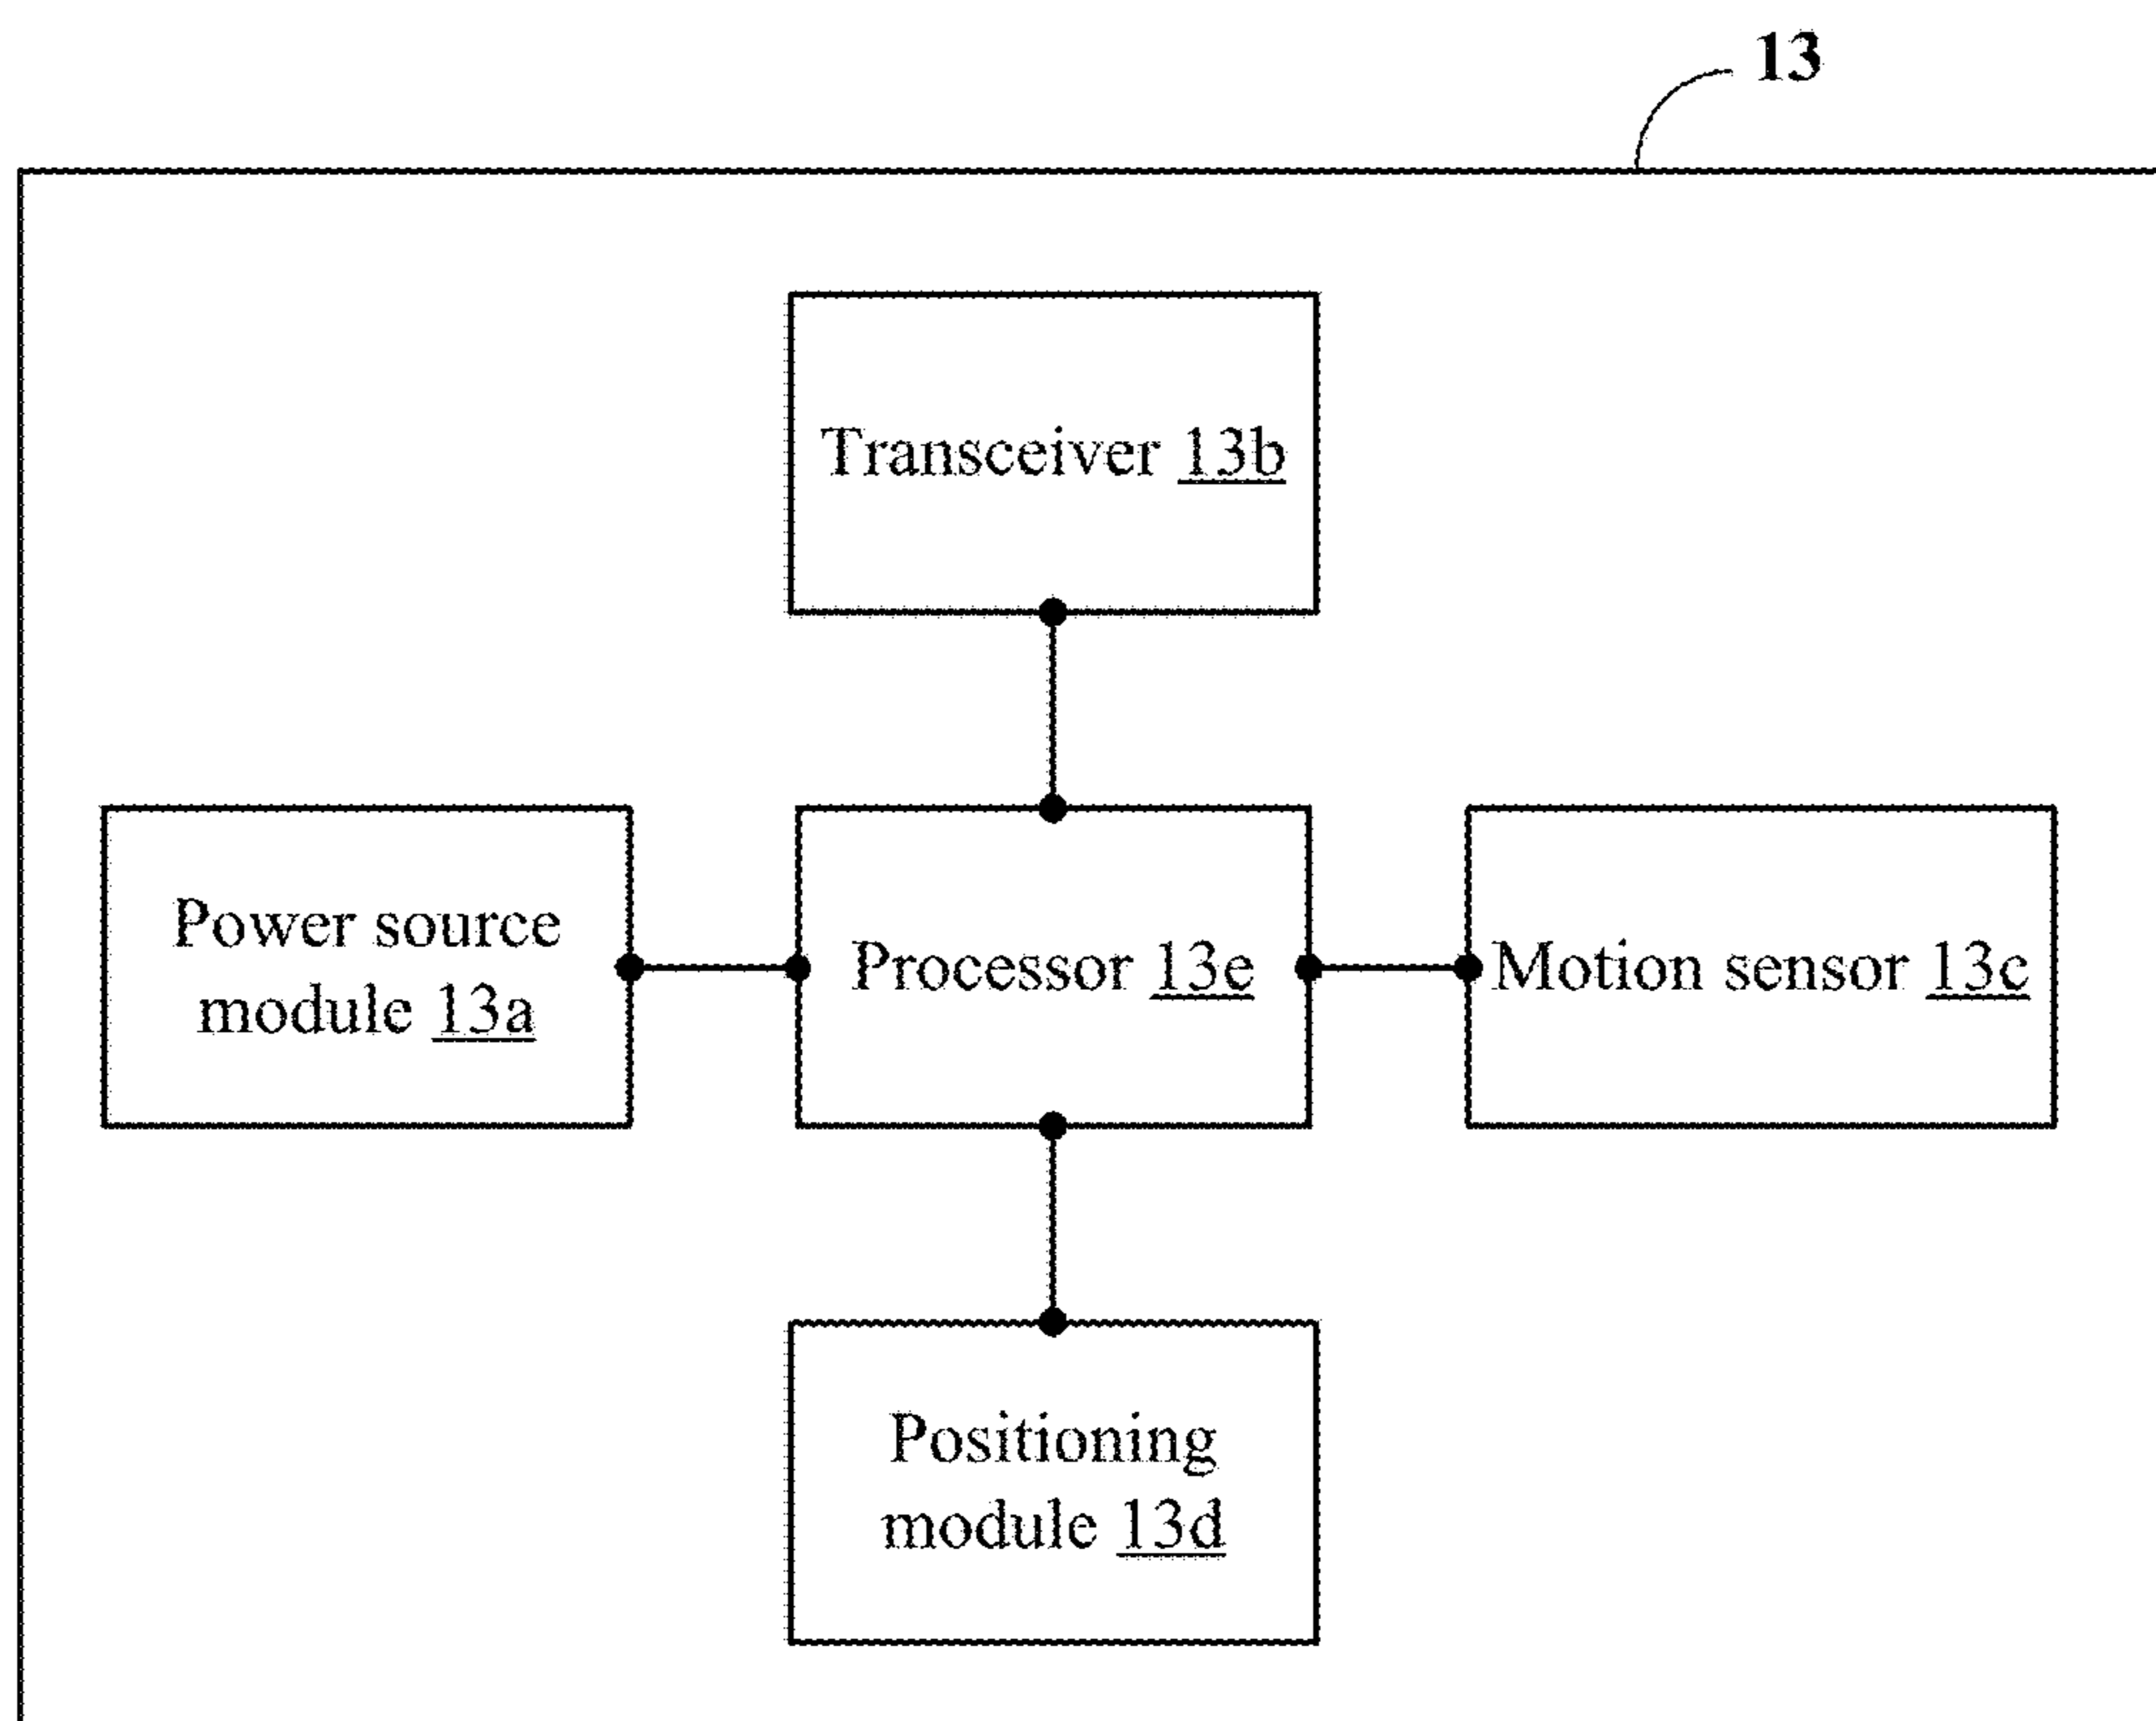 13
Transceiver 13b
Power source
module 13a
Processor 13e
Motion sensor 13c
Positioning
module 13d